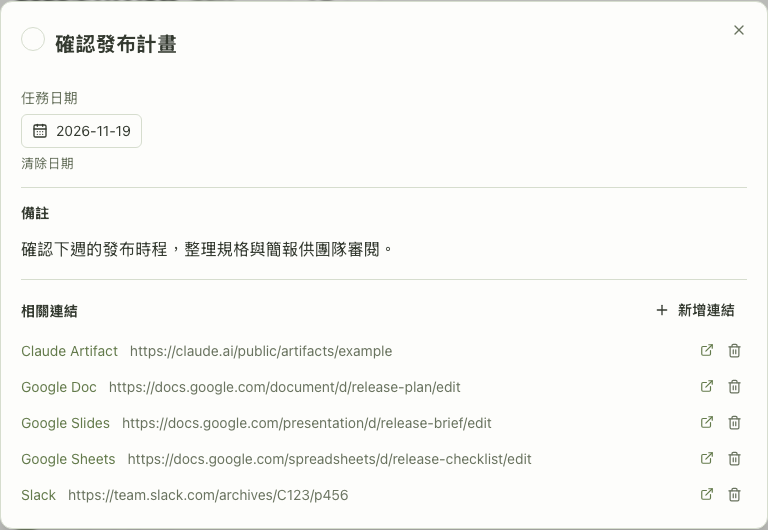 確認發布計畫
任務日期
2026-11-19
清除日期
備註
確認下週的發布時程，整理規格與簡報供團隊審閱。
相關連結
新增連結
Claude Artifact https://claude.ai/public/artifacts/example
Google Doc https://docs.google.com/document/d/release-plan/edit
Google Slides https://docs.google.com/presentation/d/release-brief/edit
Google Sheets https://docs.google.com/spreadsheets/d/release-checklist/edit
Slack https://team.slack.com/archives/C123/p456